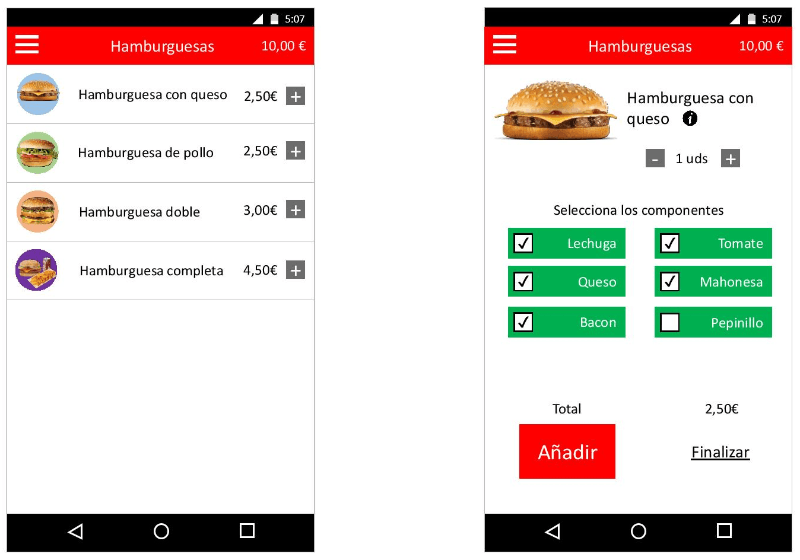 5:07
Hamburguesas 10,00 €
Hamburguesa con queso 2,50€ +
Hamburguesa de pollo 2,50€ +
Hamburguesa doble 3,00€ +
Hamburguesa completa 4,50€ +
5:07
Hamburguesas 10,00 €
Hamburguesa con
queso i
- 1 uds +
Selecciona los componentes
Lechuga Tomate
Queso Mahonesa
Bacon Pepinillo
Total 2,50€
Añadir Finalizar